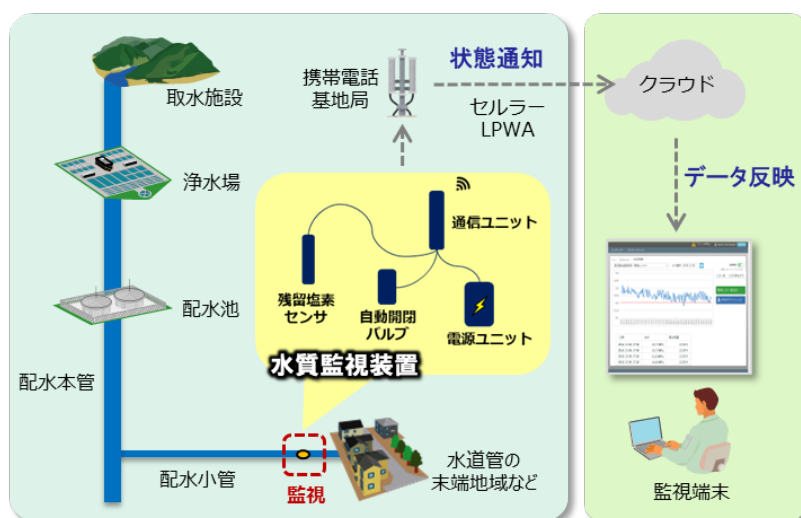 取水施設
浄水場
配水池
配水本管
配水小管
監視
水道管の
末端地域など
携帯電話
基地局
状態通知
セルラー
LPWA
通信ユニット
残留塩素
センサ
自動開閉
バルブ
電源ユニット
水質監視装置
クラウド
データ反映
監視端末